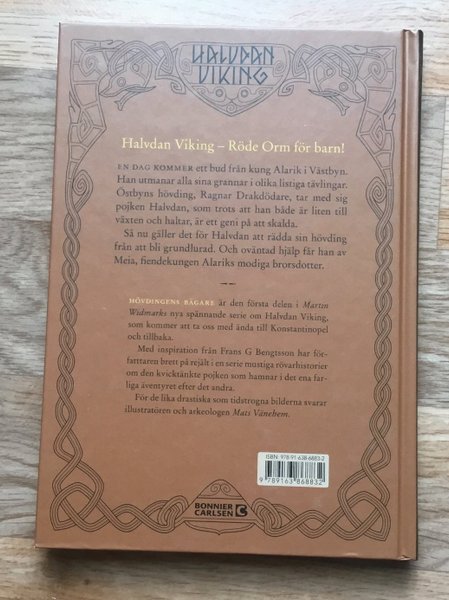 HALVDAN
VIKING
Halvdan Viking – Röde Orm för barn!
EN DAG KOMMER ett bud från kung Alarik i Västbyn.
Han utmanar alla sina grannar i olika listiga tävlingar.
Östbyns hövding, Ragnar Drakdödare, tar med sig
pojken Halvdan, som trots att han både är liten till
växten och haltar, är ett geni på att skalda.
Så nu gäller det för Halvdan att rädda sin hövding
från att bli grundlurad. Och oväntad hjälp får han av
Meia, fiendekungen Alariks modiga brorsdotter.
HÖVDINGENS BÄGARE är den första delen i Martin
Widmarks nya spännande serie om Halvdan Viking,
som kommer att ta oss med ända till Konstantinopel
och tillbaka.
Med inspiration från Frans G Bengtsson har för-
fattaren brett på rejält i en serie mustiga rövarhistorier
om den kvicktänkte pojken som hamnar i det ena far-
liga äventyret efter det andra.
För de lika drastiska som tidstrogna bilderna svarar
illustratören och arkeologen Mats Vänehem.
ISBN: 978-91-638-6883-2
9 789163 868832
BONNIER
CARLSEN